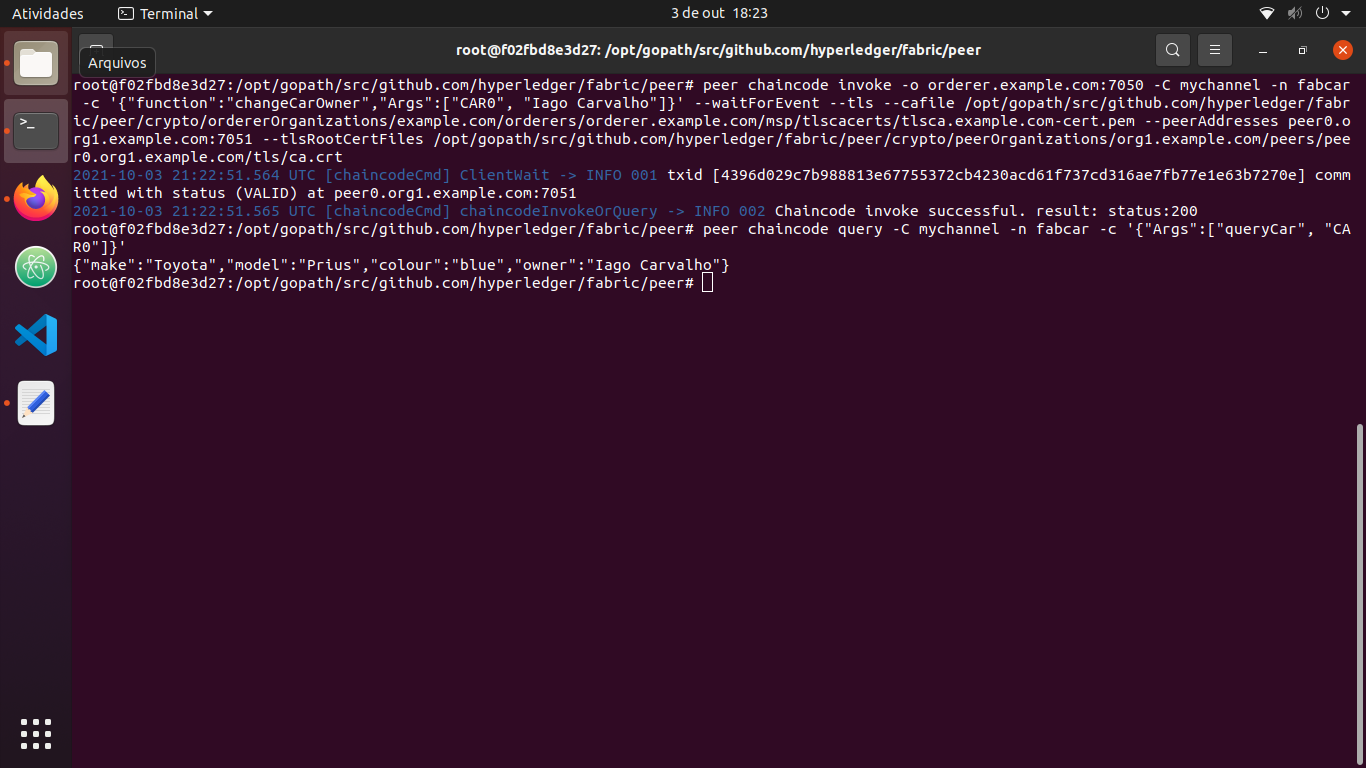 Atividades
Terminal
3 de out 18:23
root@f02fbd8e3d27: /opt/gopath/src/github.com/hyperledger/fabric/peer
Arquivos
root@f02fbd8e3d27:/opt/gopath/src/github.com/hyperledger/fabric/peer# peer chaincode invoke -o orderer.example.com:7050 -C mychannel -n fabcar
 -c '{"function":"changeCarOwner","Args":["CAR0", "Iago Carvalho"]}' --waitForEvent --tls --cafile /opt/gopath/src/github.com/hyperledger/fab
ric/peer/crypto/ordererOrganizations/example.com/orderers/orderer.example.com/msp/tlscacerts/tlsca.example.com-cert.pem --peerAddresses peer0.o
rg1.example.com:7051 --tlsRootCertFiles /opt/gopath/src/github.com/hyperledger/fabric/peer/crypto/peerOrganizations/org1.example.com/peers/pee
r0.org1.example.com/tls/ca.crt
2021-10-03 21:22:51.564 UTC [chaincodeCmd] ClientWait -> INFO 001 txid [4396d029c7b988813e67755372cb4230acd61f737cd316ae7fb77e1e63b7270e] comm
itted with status (VALID) at peer0.org1.example.com:7051
2021-10-03 21:22:51.565 UTC [chaincodeCmd] chaincodeInvokeOrQuery -> INFO 002 Chaincode invoke successful. result: status:200
root@f02fbd8e3d27:/opt/gopath/src/github.com/hyperledger/fabric/peer# peer chaincode query -C mychannel -n fabcar -c '{"Args":["queryCar", "CA
R0"]}'
{"make":"Toyota","model":"Prius","colour":"blue","owner":"Iago Carvalho"}
root@f02fbd8e3d27:/opt/gopath/src/github.com/hyperledger/fabric/peer#